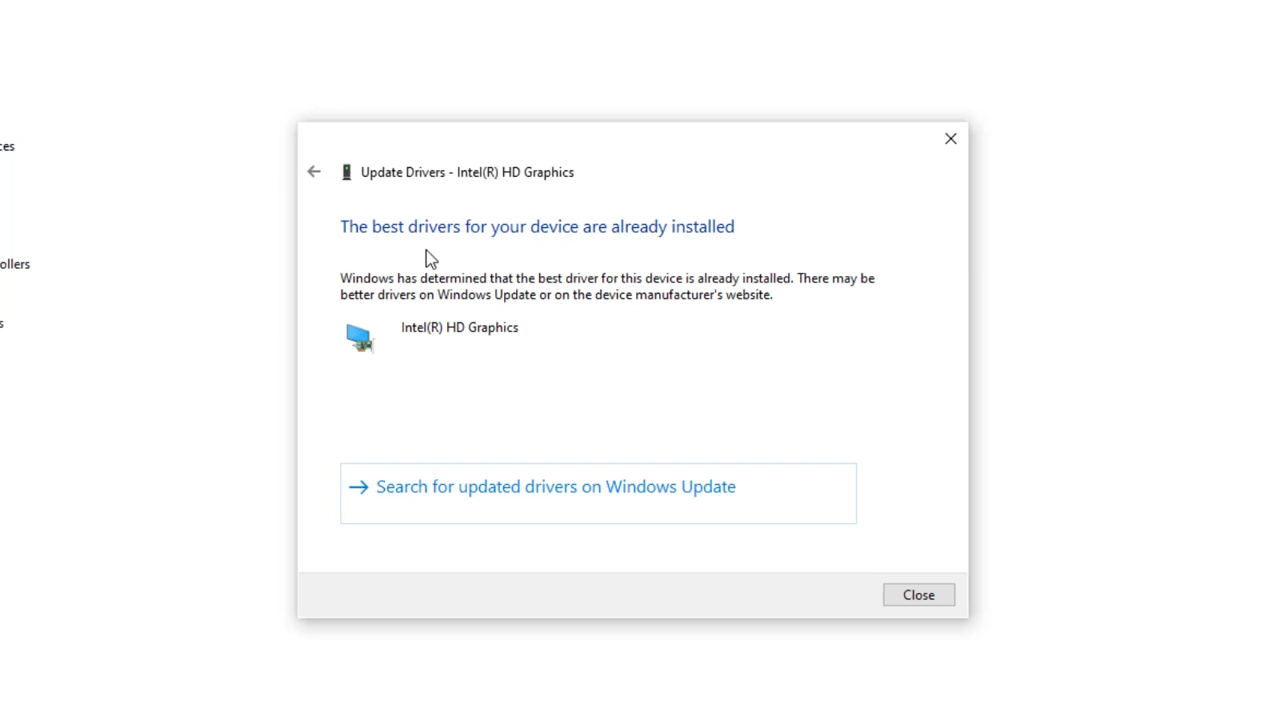 ces
Update Drivers - Intel(R) HD Graphics
The best drivers for your device are already installed
ollers
Windows has determined that the best driver for this device is already installed. There may be
better drivers on Windows Update or on the device manufacturer's website.
s
Intel(R) HD Graphics
Search for updated drivers on Windows Update
Close